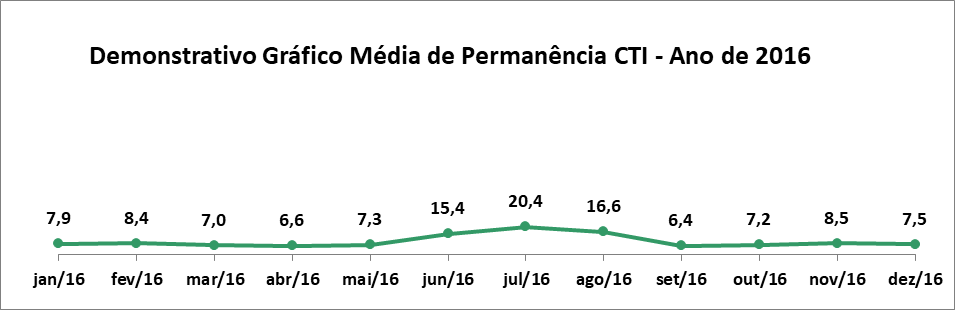 Demonstrativo Gráfico Média de Permanência CTI - Ano de 2016
7,9 8,4 7,0 6,6 7,3 15,4 20,4 16,6 6,4 7,2 8,5 7,5
jan/16 fev/16 mar/16 abr/16 mai/16 jun/16 jul/16 ago/16 set/16 out/16 nov/16 dez/16